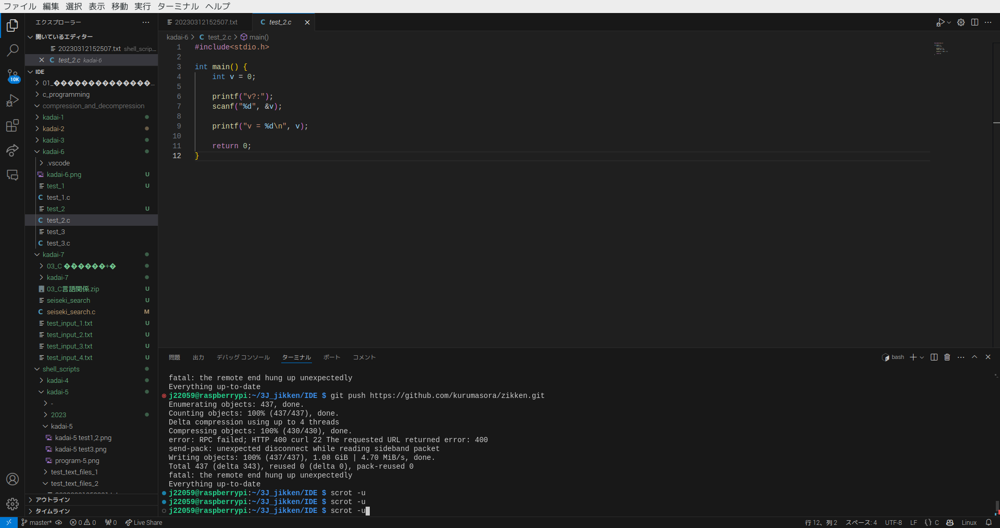 ファイル 編集 選択 表示 移動 実行 ターミナル ヘルプ
エクスプローラー
開いているエディター
20230312152507.txt shell_scrip...
test_2.c kadai-6
IDE
01_����������������...
c_programming
compression_and_decompression
kadai-1
kadai-2
kadai-3
kadai-6
.vscode
kadai-6.png U
test_1 U
test_1.c
test_2 U
test_2.c
test_3
test_3.c
kadai-7
03_C ������+�
kadai-7
03_C言語関係.zip U
seiseki_search U
seiseki_search.c M
test_input_1.txt U
test_input_2.txt U
test_input_3.txt U
test_input_4.txt U
shell_scripts
kadai-4
kadai-5
-
2023
kadai-5
kadai-5 test1,2.png
kadai-5 test3.png
program-5.png
test_text_files_1
test_text_files_2
アウトライン
タイムライン
10K
20230312152507.txt
test_2.c
kadai-6 > test_2.c > main()
1 #include<stdio.h>
2
3 int main() {
4 int v = 0;
5
6 printf("v?:");
7 scanf("%d", &v);
8
9 printf("v = %d\n", v);
10
11 return 0;
12 }
問題 出力 デバッグ コンソール ターミナル ポート コメント
bash
fatal: the remote end hung up unexpectedly
Everything up-to-date
j22059@raspberrypi:~/3J_jikken/IDE $ git push https://github.com/kurumasora/zikken.git
Enumerating objects: 437, done.
Counting objects: 100% (437/437), done.
Delta compression using up to 4 threads
Compressing objects: 100% (430/430), done.
error: RPC failed; HTTP 400 curl 22 The requested URL returned error: 400
send-pack: unexpected disconnect while reading sideband packet
Writing objects: 100% (437/437), 1.08 GiB | 4.70 MiB/s, done.
Total 437 (delta 343), reused 0 (delta 0), pack-reused 0
fatal: the remote end hung up unexpectedly
Everything up-to-date
j22059@raspberrypi:~/3J_jikken/IDE $ scrot -u
j22059@raspberrypi:~/3J_jikken/IDE $ scrot -u
j22059@raspberrypi:~/3J_jikken/IDE $ scrot -u
master* 0 0 0 Live Share
行 12、列 2 スペース: 4 UTF-8 LF {} C Linux